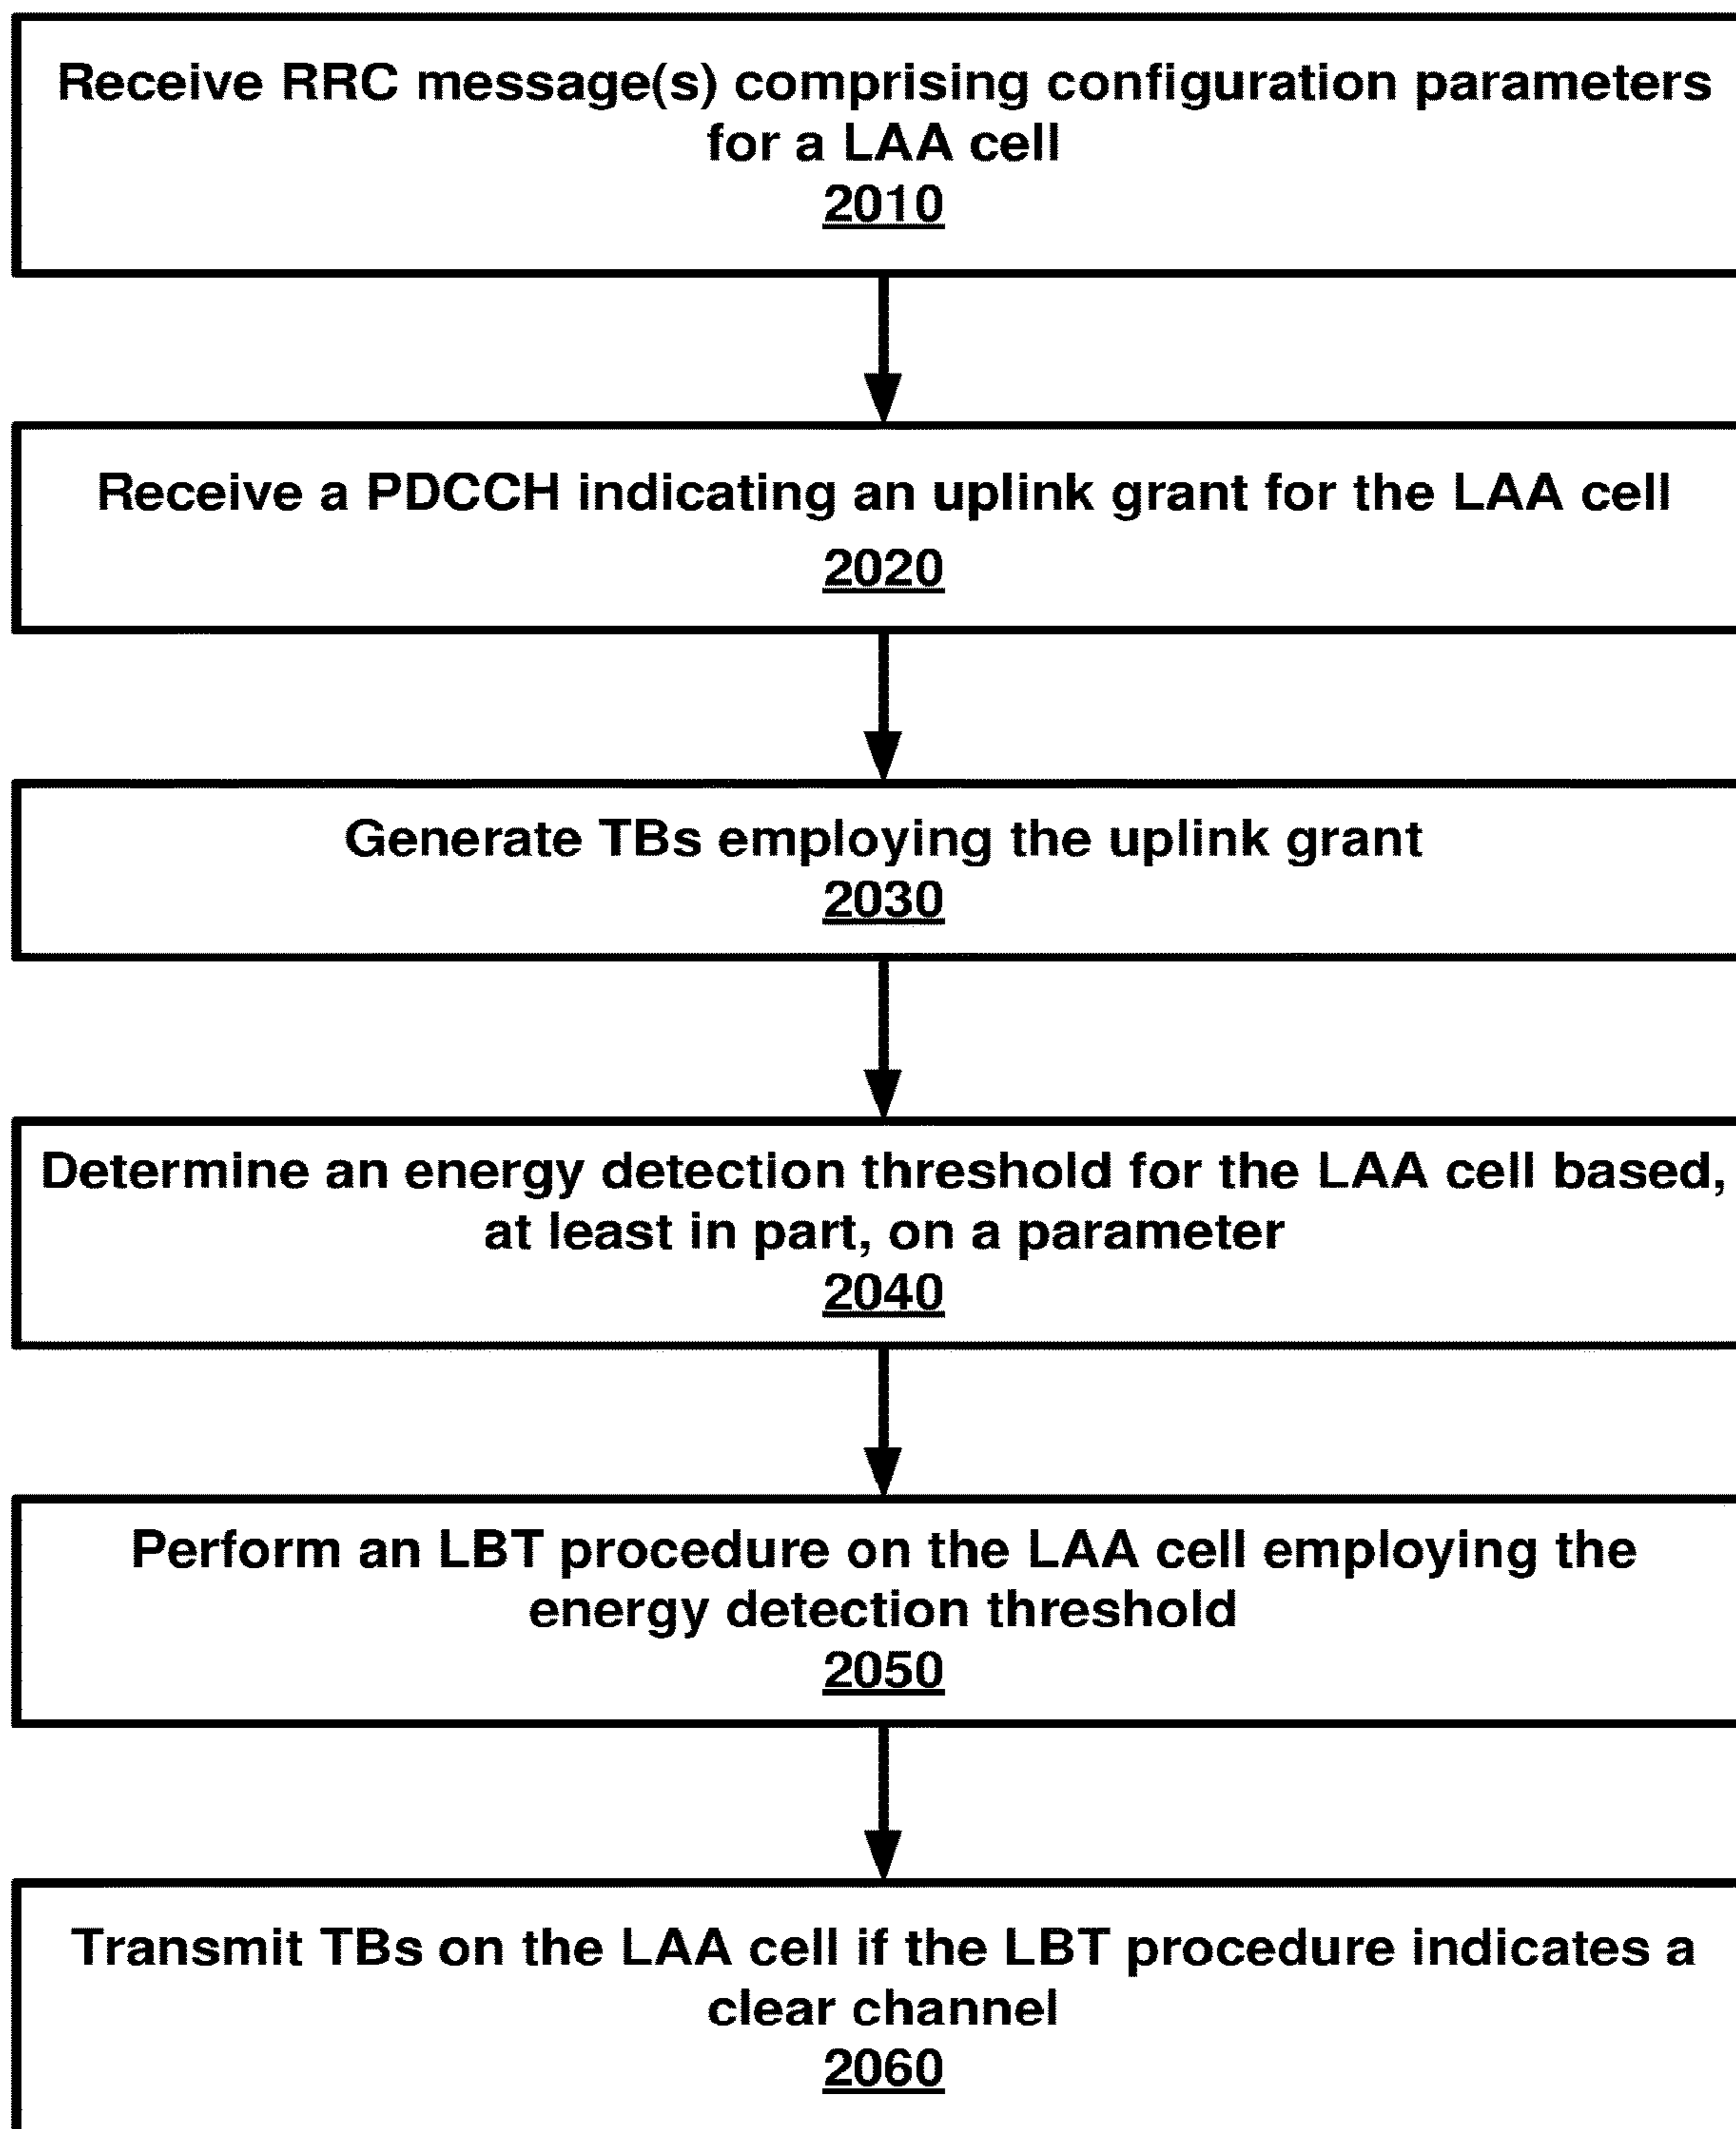 Receive RRC message(s) comprising configuration parameters
for a LAA cell
2010
Receive a PDCCH indicating an uplink grant for the LAA cell
2020
Generate TBs employing the uplink grant
2030
Determine an energy detection threshold for the LAA cell based,
at least in part, on a parameter
2040
Perform an LBT procedure on the LAA cell employing the
energy detection threshold
2050
Transmit TBs on the LAA cell if the LBT procedure indicates a
clear channel
2060